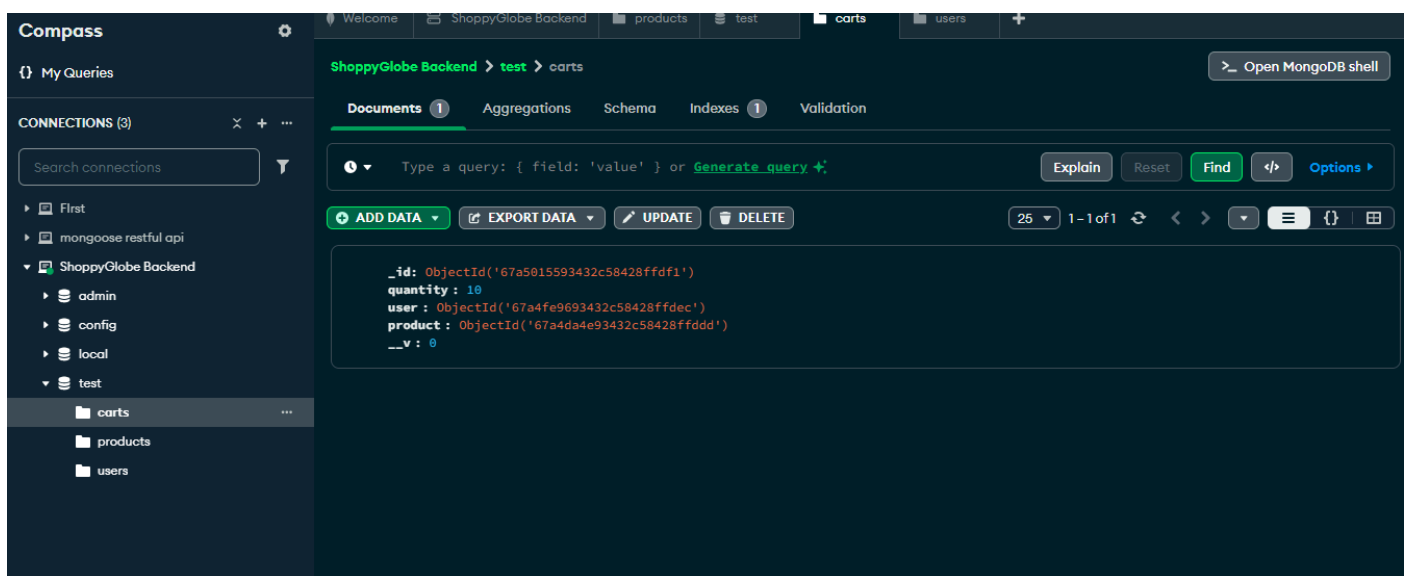 Compass
{} My Queries
CONNECTIONS (3)
Search connections
FIrst
mongoose restful api
ShoppyGlobe Backend
admin
config
local
test
carts
products
users
Welcome ShoppyGlobe Backend products test carts users +
ShoppyGlobe Backend > test > carts
>_ Open MongoDB shell
Documents 1 Aggregations Schema Indexes 1 Validation
Type a query: { field: 'value' } or Generate query
Explain Reset Find </> Options
ADD DATA EXPORT DATA UPDATE DELETE
25 1–1 of 1 {}
_id: ObjectId('67a5015593432c58428ffdf1')
quantity : 10
user : ObjectId('67a4fe9693432c58428ffdec')
product : ObjectId('67a4da4e93432c58428ffddd')
__v : 0